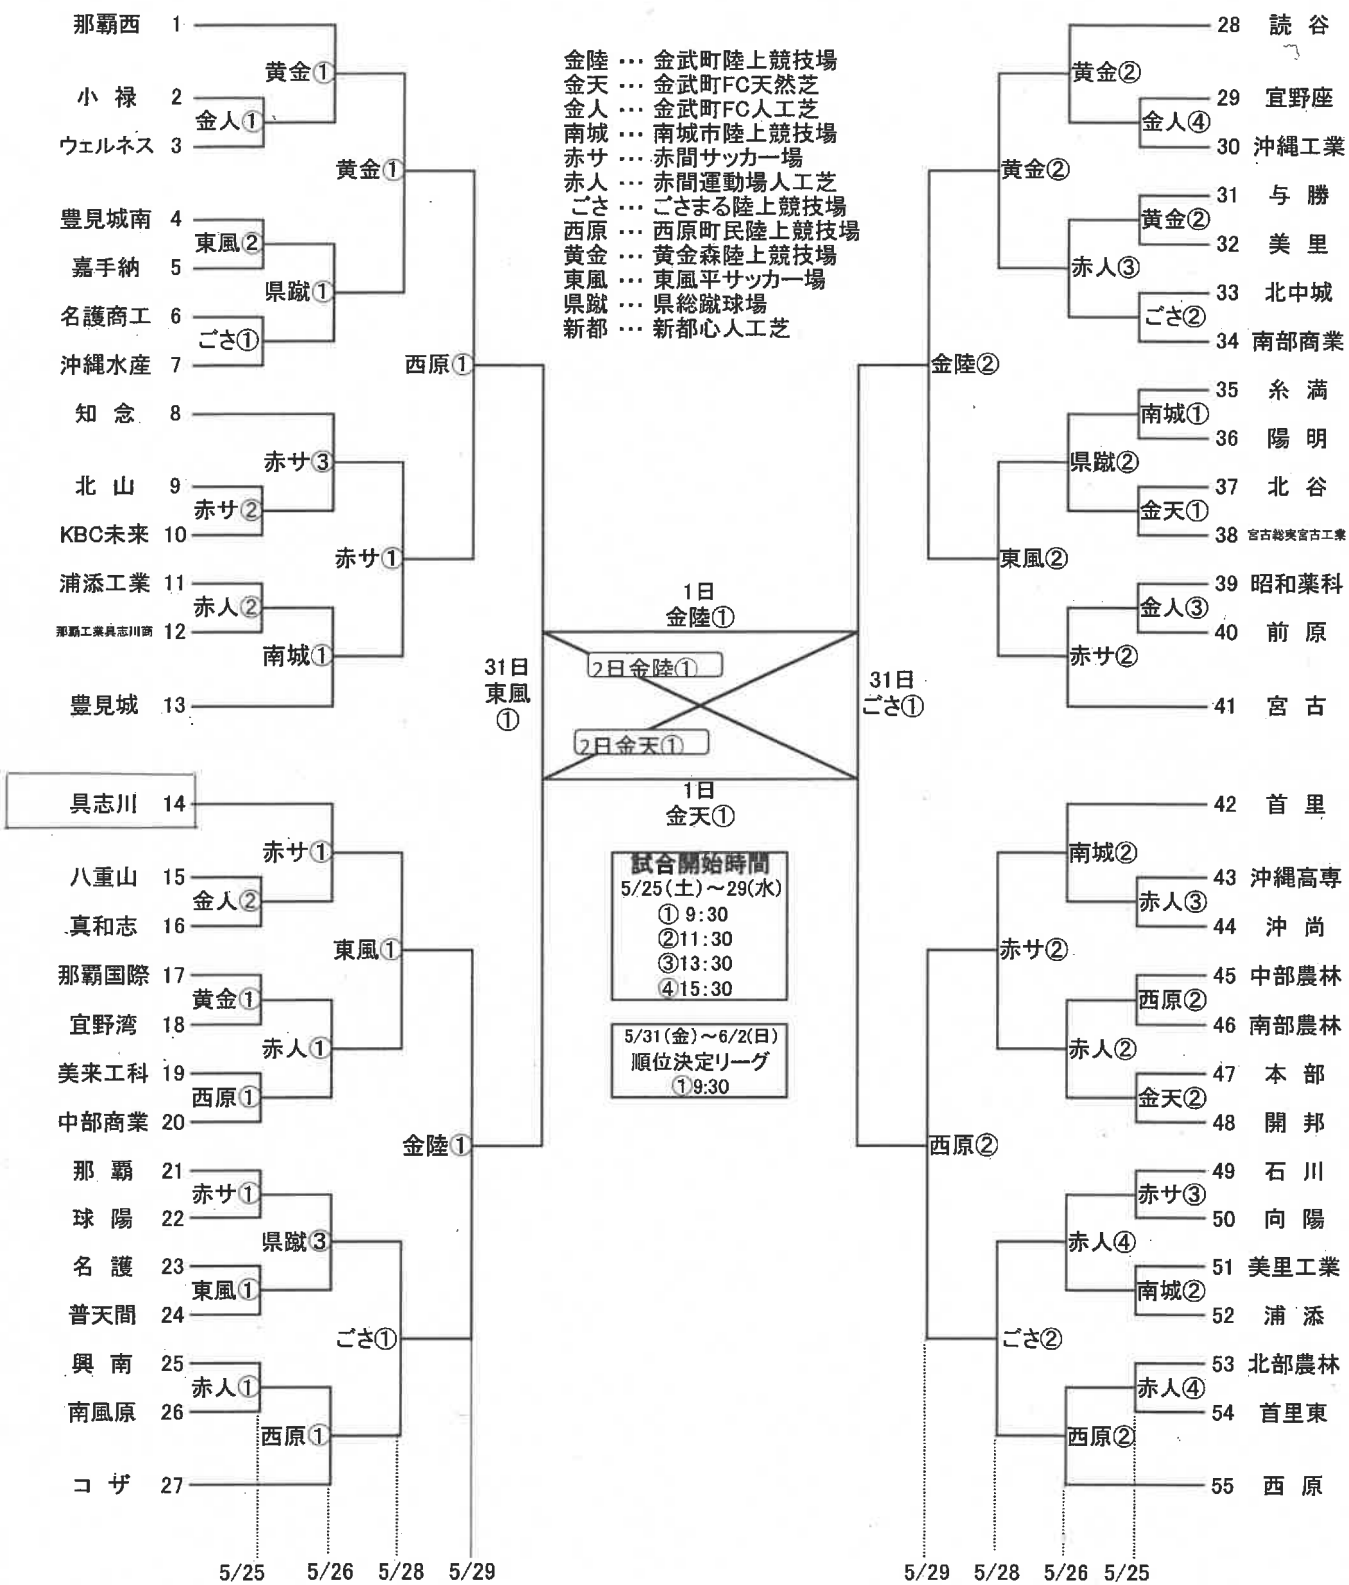 那覇西 1
黄金①
小禄 2
金人①
ウェルネス 3
黄金①
豊見城南 4
東風②
嘉手納 5
県蹴①
名護商工 6
ごさ①
沖縄水産 7
西原①
知念 8
赤サ③
北山 9
赤サ②
KBC未来 10
赤サ①
浦添工業 11
赤人②
那覇工業具志川商 12
南城①
豊見城 13
31日
東風
①
具志川 14
赤サ①
八重山 15
金人②
真和志 16
東風①
那覇国際 17
黄金①
宜野湾 18
赤人①
美来工科 19
西原①
中部商業 20
金陸①
那覇 21
赤サ①
球陽 22
県蹴③
名護 23
東風①
普天間 24
ごさ①
興南 25
赤人①
南風原 26
西原①
コザ 27
5/25 5/26 5/28 5/29
金陸 … 金武町陸上競技場
金天 … 金武町FC天然芝
金人 … 金武町FC人工芝
南城 … 南城市陸上競技場
赤サ … 赤間サッカー場
赤人 … 赤間運動場人工芝
ごさ … ごさまる陸上競技場
西原 … 西原町民陸上競技場
黄金 … 黄金森陸上競技場
東風 … 東風平サッカー場
県蹴 … 県総蹴球場
新都 … 新都心人工芝
1日
金陸①
2日金陸①
2日金天①
1日
金天①
試合開始時間
5/25(土)～29(水)
① 9:30
②11:30
③13:30
④15:30
5/31(金)～6/2(日)
順位決定リーグ
①9:30
28 読谷
黄金②
29 宜野座
金人④
30 沖縄工業
黄金②
31 与勝
黄金②
32 美里
赤人③
33 北中城
ごさ②
34 南部商業
金陸②
35 糸満
南城①
36 陽明
県蹴②
37 北谷
金天①
38 宮古総実宮古工業
東風②
39 昭和薬科
金人③
40 前原
赤サ②
41 宮古
31日
ごさ①
42 首里
南城②
43 沖縄高専
赤人③
44 沖尚
赤サ②
45 中部農林
西原②
46 南部農林
赤人②
47 本部
金天②
48 開邦
西原②
49 石川
赤サ③
50 向陽
赤人④
51 美里工業
南城②
52 浦添
ごさ②
53 北部農林
赤人④
54 首里東
西原②
55 西原
5/29 5/28 5/26 5/25